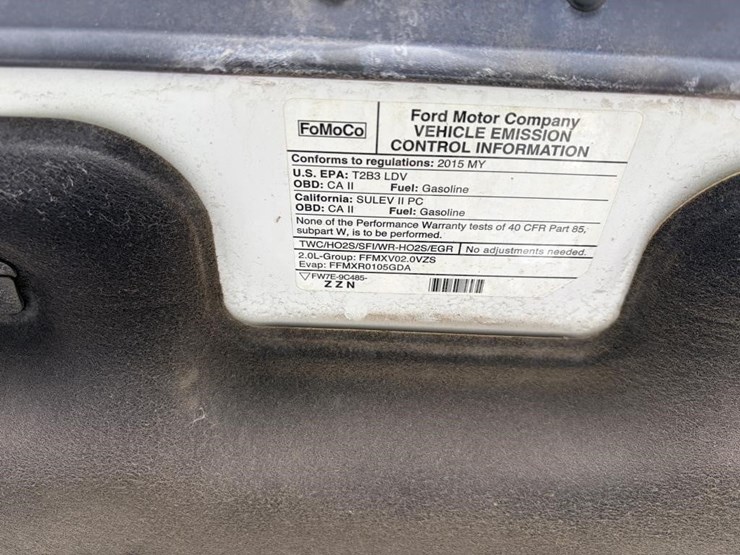 FoMoCo
Ford Motor Company
VEHICLE EMISSION
CONTROL INFORMATION
Conforms to regulations: 2015 MY
U.S. EPA: T2B3 LDV
OBD: CA II Fuel: Gasoline
California: SULEV II PC
OBD: CA II Fuel: Gasoline
None of the Performance Warranty tests of 40 CFR Part 85,
subpart W, is to be performed.
TWC/HO2S/SFI/WR-HO2S/EGR No adjustments needed.
2.0L-Group: FFMXV02.0VZS
Evap: FFMXR0105GDA
FW7E-9C485-
ZZN